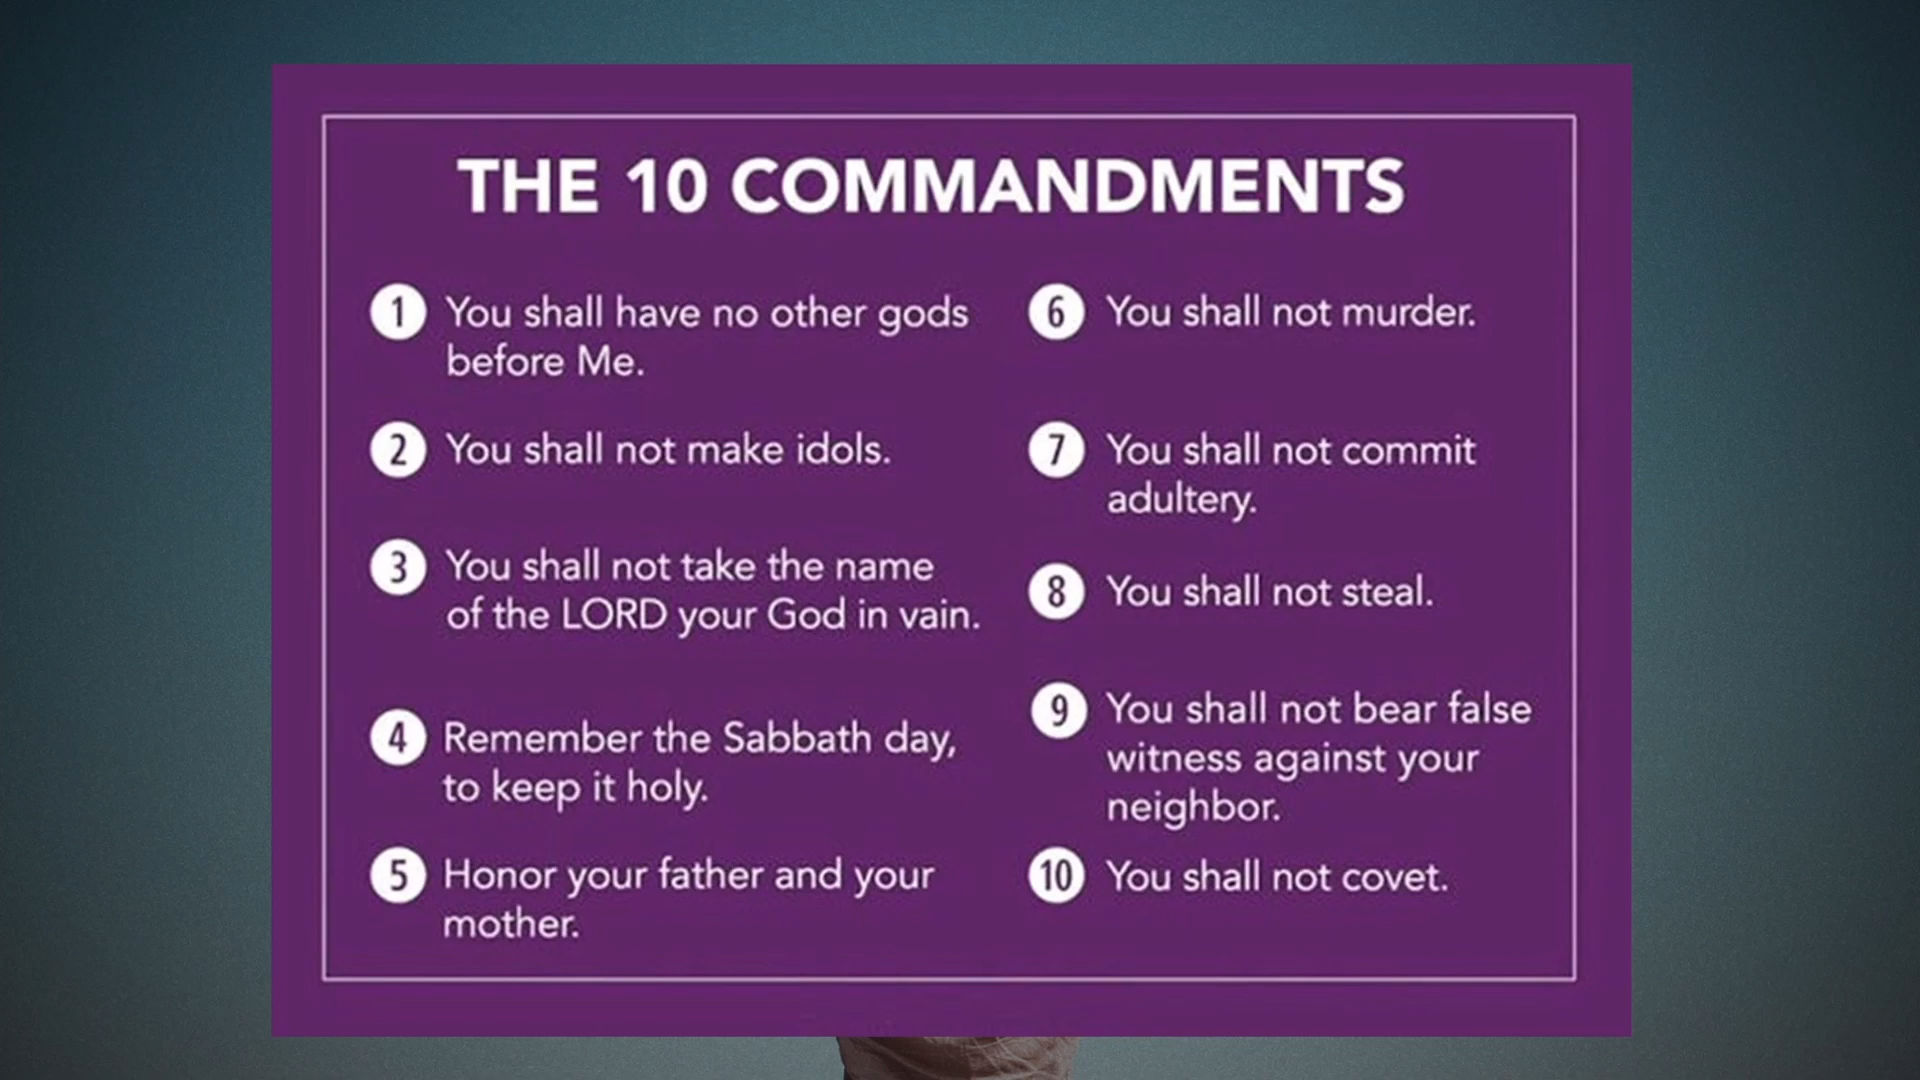 THE 10 COMMANDMENTS
1 You shall have no other gods
before Me.
2 You shall not make idols.
3 You shall not take the name
of the LORD your God in vain.
4 Remember the Sabbath day,
to keep it holy.
5 Honor your father and your
mother.
6 You shall not murder.
7 You shall not commit
adultery.
8 You shall not steal.
9 You shall not bear false
witness against your
neighbor.
10 You shall not covet.